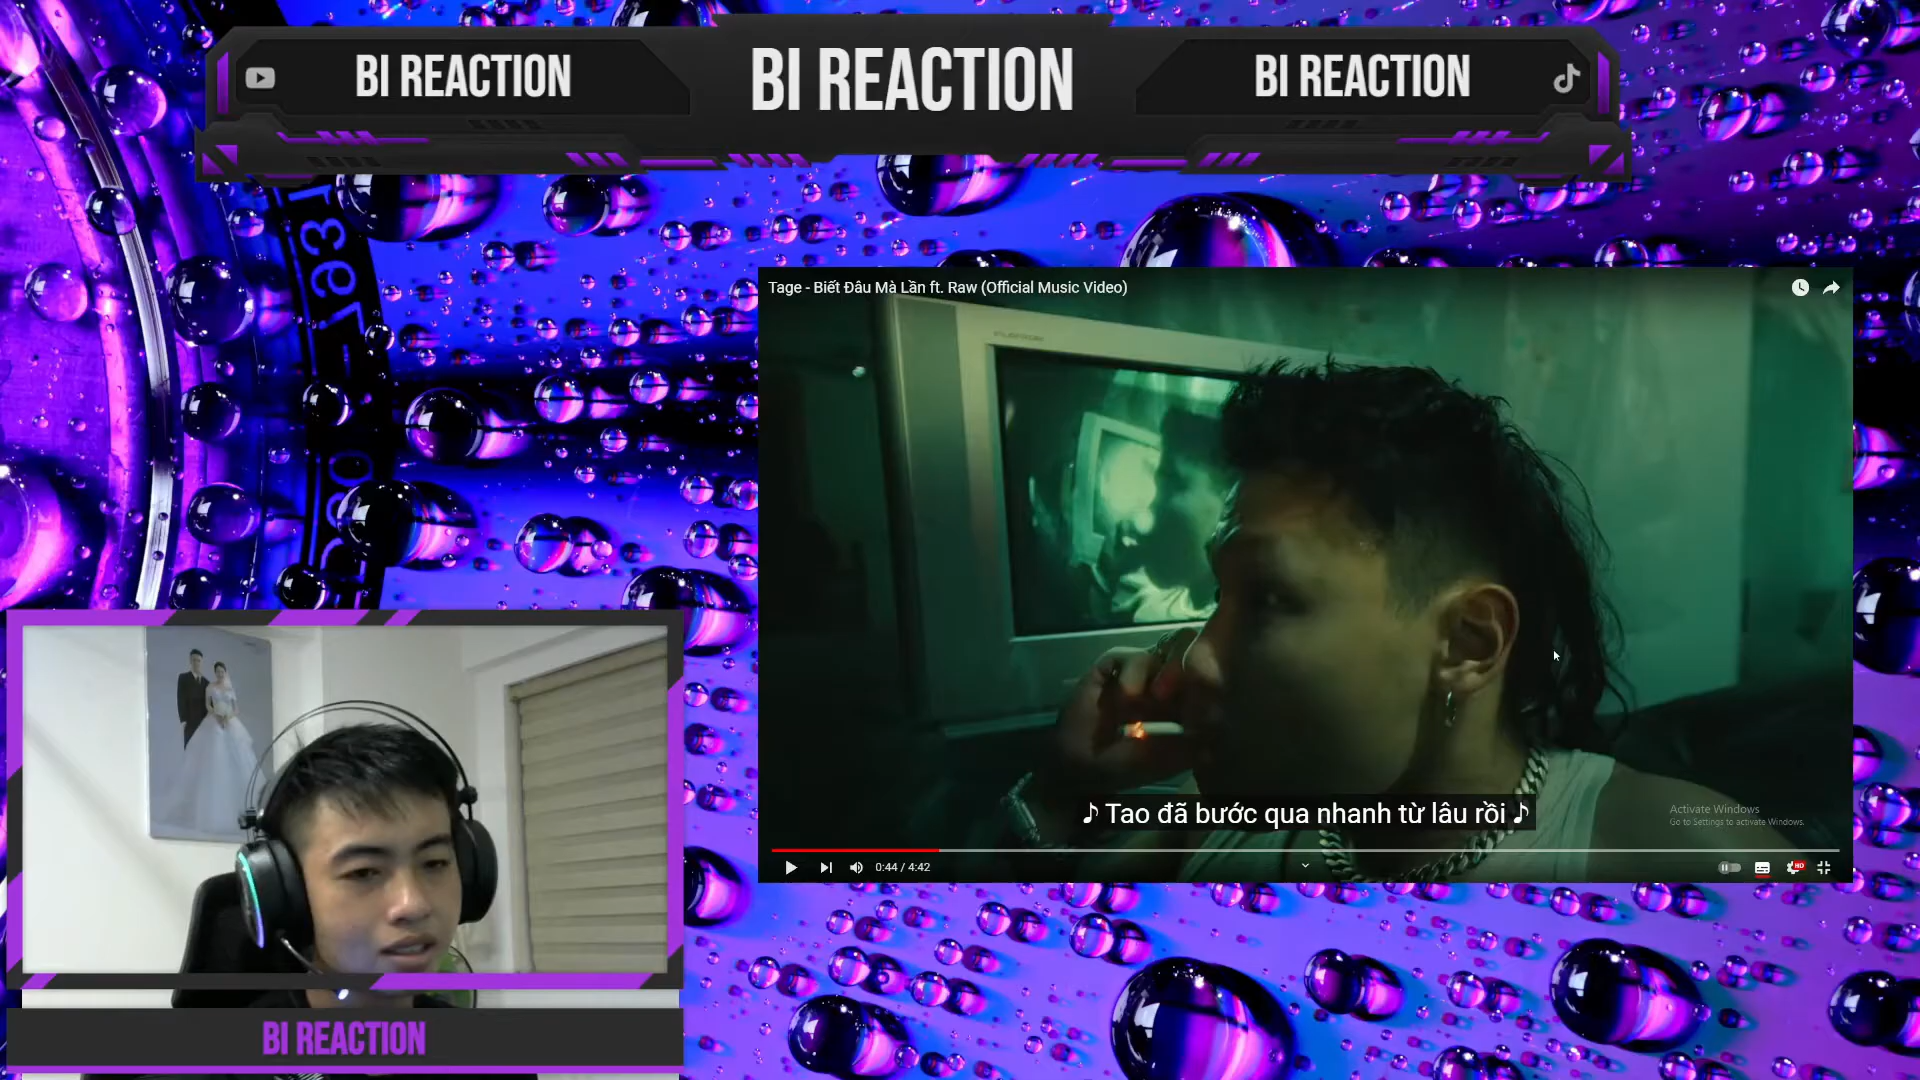 BI REACTION
BI REACTION
BI REACTION
Tage - Biết Đâu Mà Lần ft. Raw (Official Music Video)
♪ Tao đã bước qua nhanh từ lâu rồi ♪
Activate Windows
Go to Settings to activate Windows.
0:44 / 4:42
HD
BI REACTION